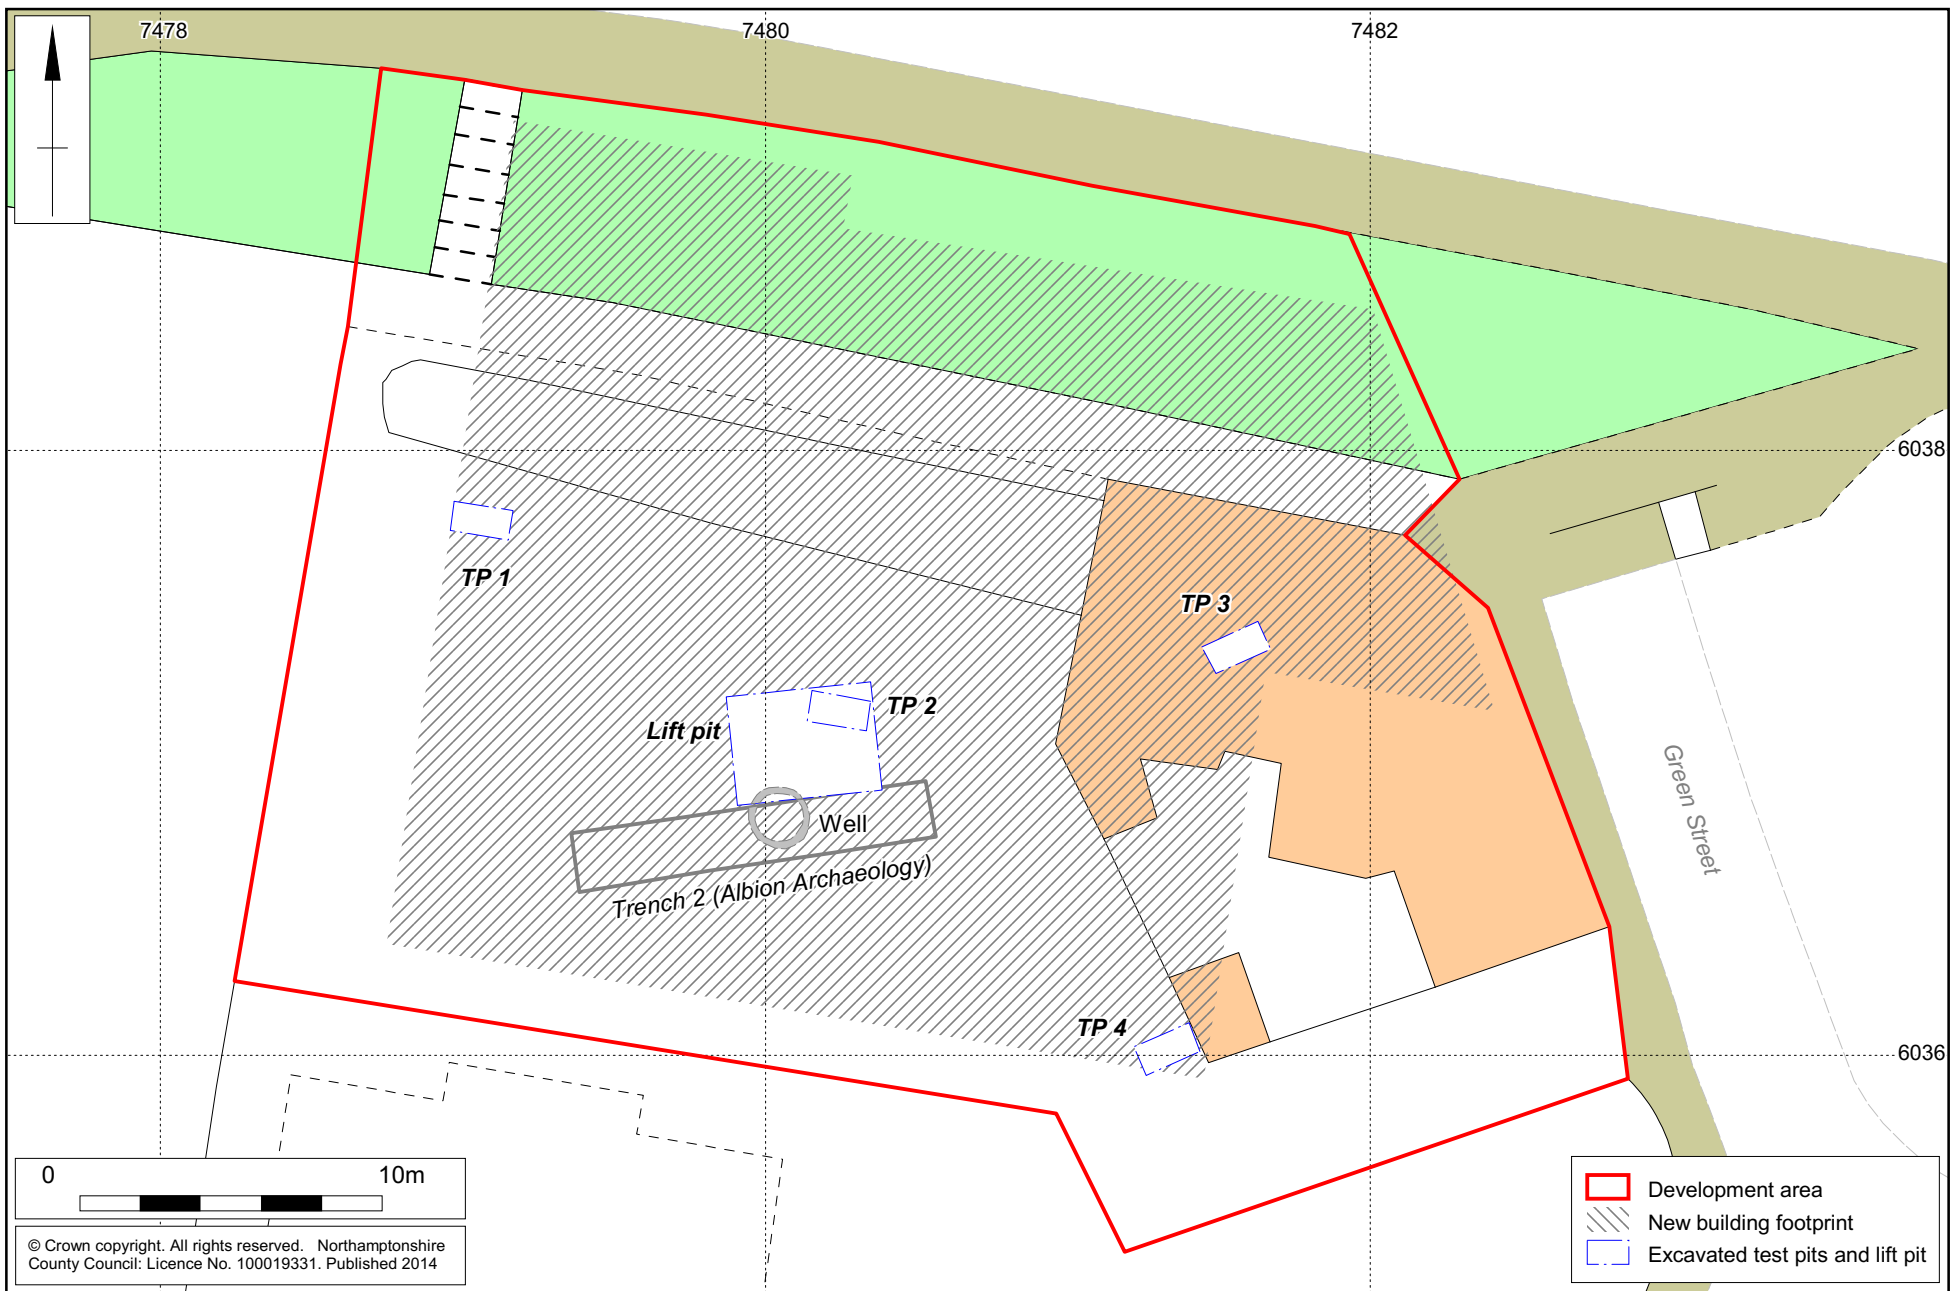 7478
7480
7482
6038
TP 1
TP 3
TP 2
Lift pit
Well
Trench 2 (Albion Archaeology)
Green Street
TP 4
6036
0 10m
© Crown copyright. All rights reserved. Northamptonshire
County Council: Licence No. 100019331. Published 2014
Development area
New building footprint
Excavated test pits and lift pit